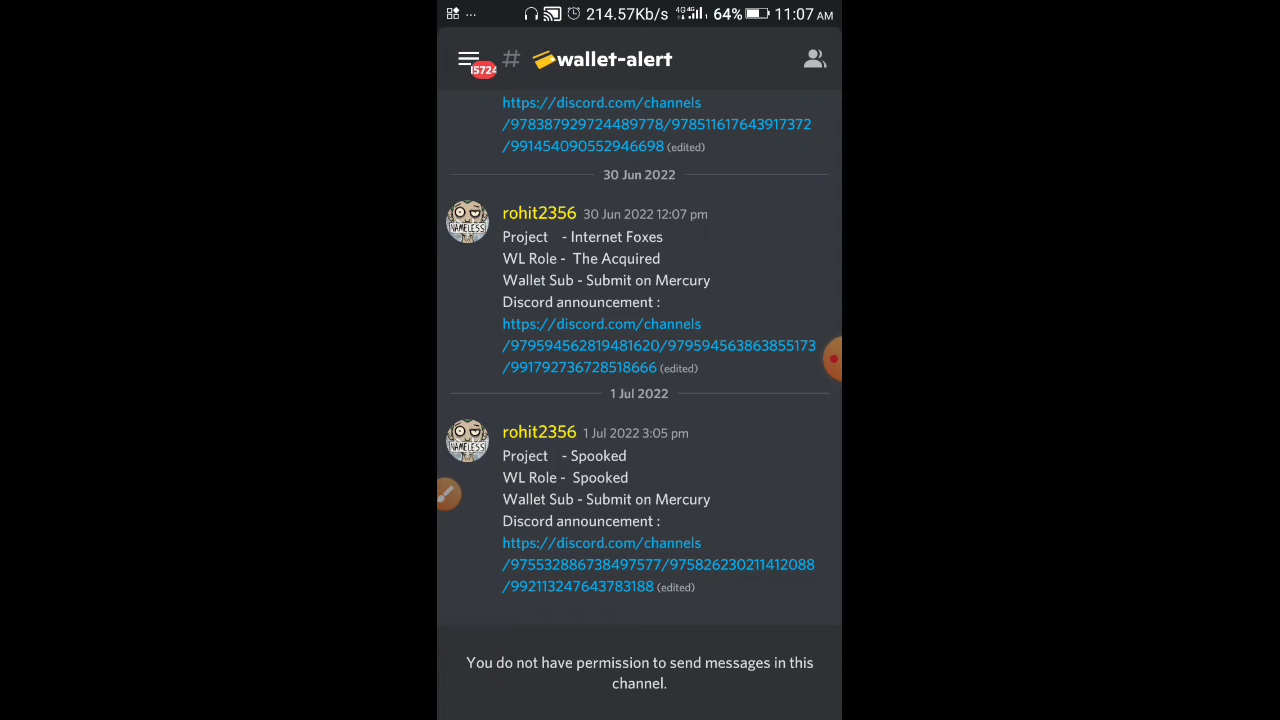 ... 214.57Kb/s 4G 4G 64% 11:07 AM
15724 # wallet-alert
https://discord.com/channels
/978387929724489778/978511617643917372
/991454090552946698 (edited)
30 Jun 2022
rohit2356 30 Jun 2022 12:07 pm
NAMELESS
Project - Internet Foxes
WL Role - The Acquired
Wallet Sub - Submit on Mercury
Discord announcement :
https://discord.com/channels
/979594562819481620/979594563863855173
/991792736728518666 (edited)
1 Jul 2022
rohit2356 1 Jul 2022 3:05 pm
NAMELESS
Project - Spooked
WL Role - Spooked
Wallet Sub - Submit on Mercury
Discord announcement :
https://discord.com/channels
/975532886738497577/975826230211412088
/992113247643783188 (edited)
You do not have permission to send messages in this
channel.